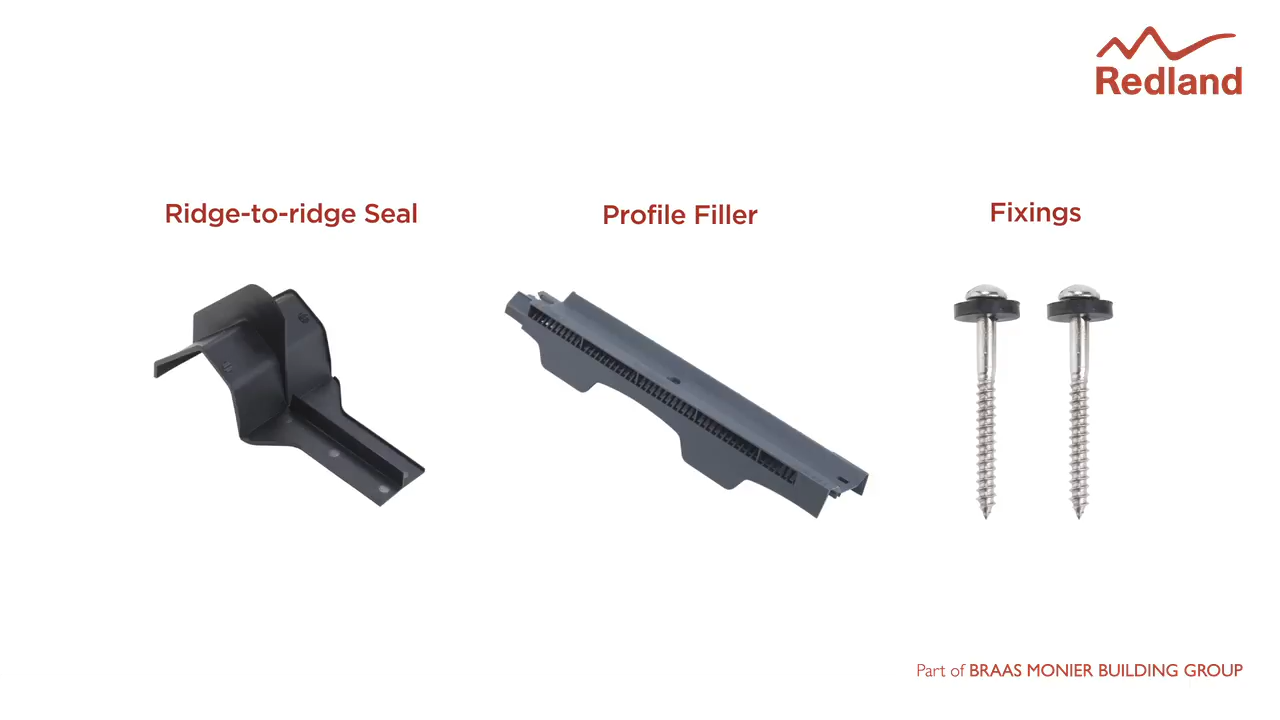 Redland
Ridge-to-ridge Seal
Profile Filler
Fixings
Part of BRAAS MONIER BUILDING GROUP